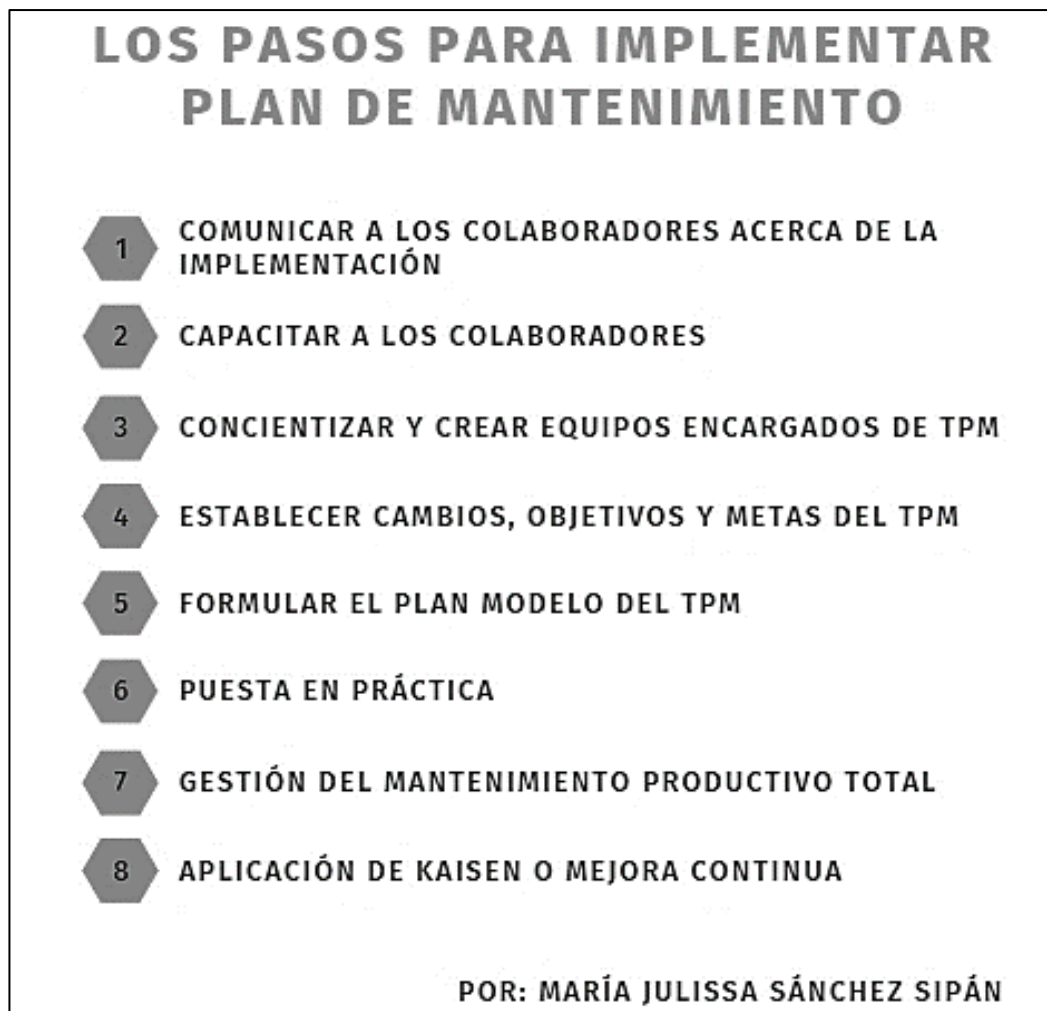 LOS PASOS PARA IMPLEMENTAR
PLAN DE MANTENIMIENTO
1 COMUNICAR A LOS COLABORADORES ACERCA DE LA
IMPLEMENTACIÓN
2 CAPACITAR A LOS COLABORADORES
3 CONCIENTIZAR Y CREAR EQUIPOS ENCARGADOS DE TPM
4 ESTABLECER CAMBIOS, OBJETIVOS Y METAS DEL TPM
5 FORMULAR EL PLAN MODELO DEL TPM
6 PUESTA EN PRÁCTICA
7 GESTIÓN DEL MANTENIMIENTO PRODUCTIVO TOTAL
8 APLICACIÓN DE KAISEN O MEJORA CONTINUA
POR: MARÍA JULISSA SÁNCHEZ SIPÁN